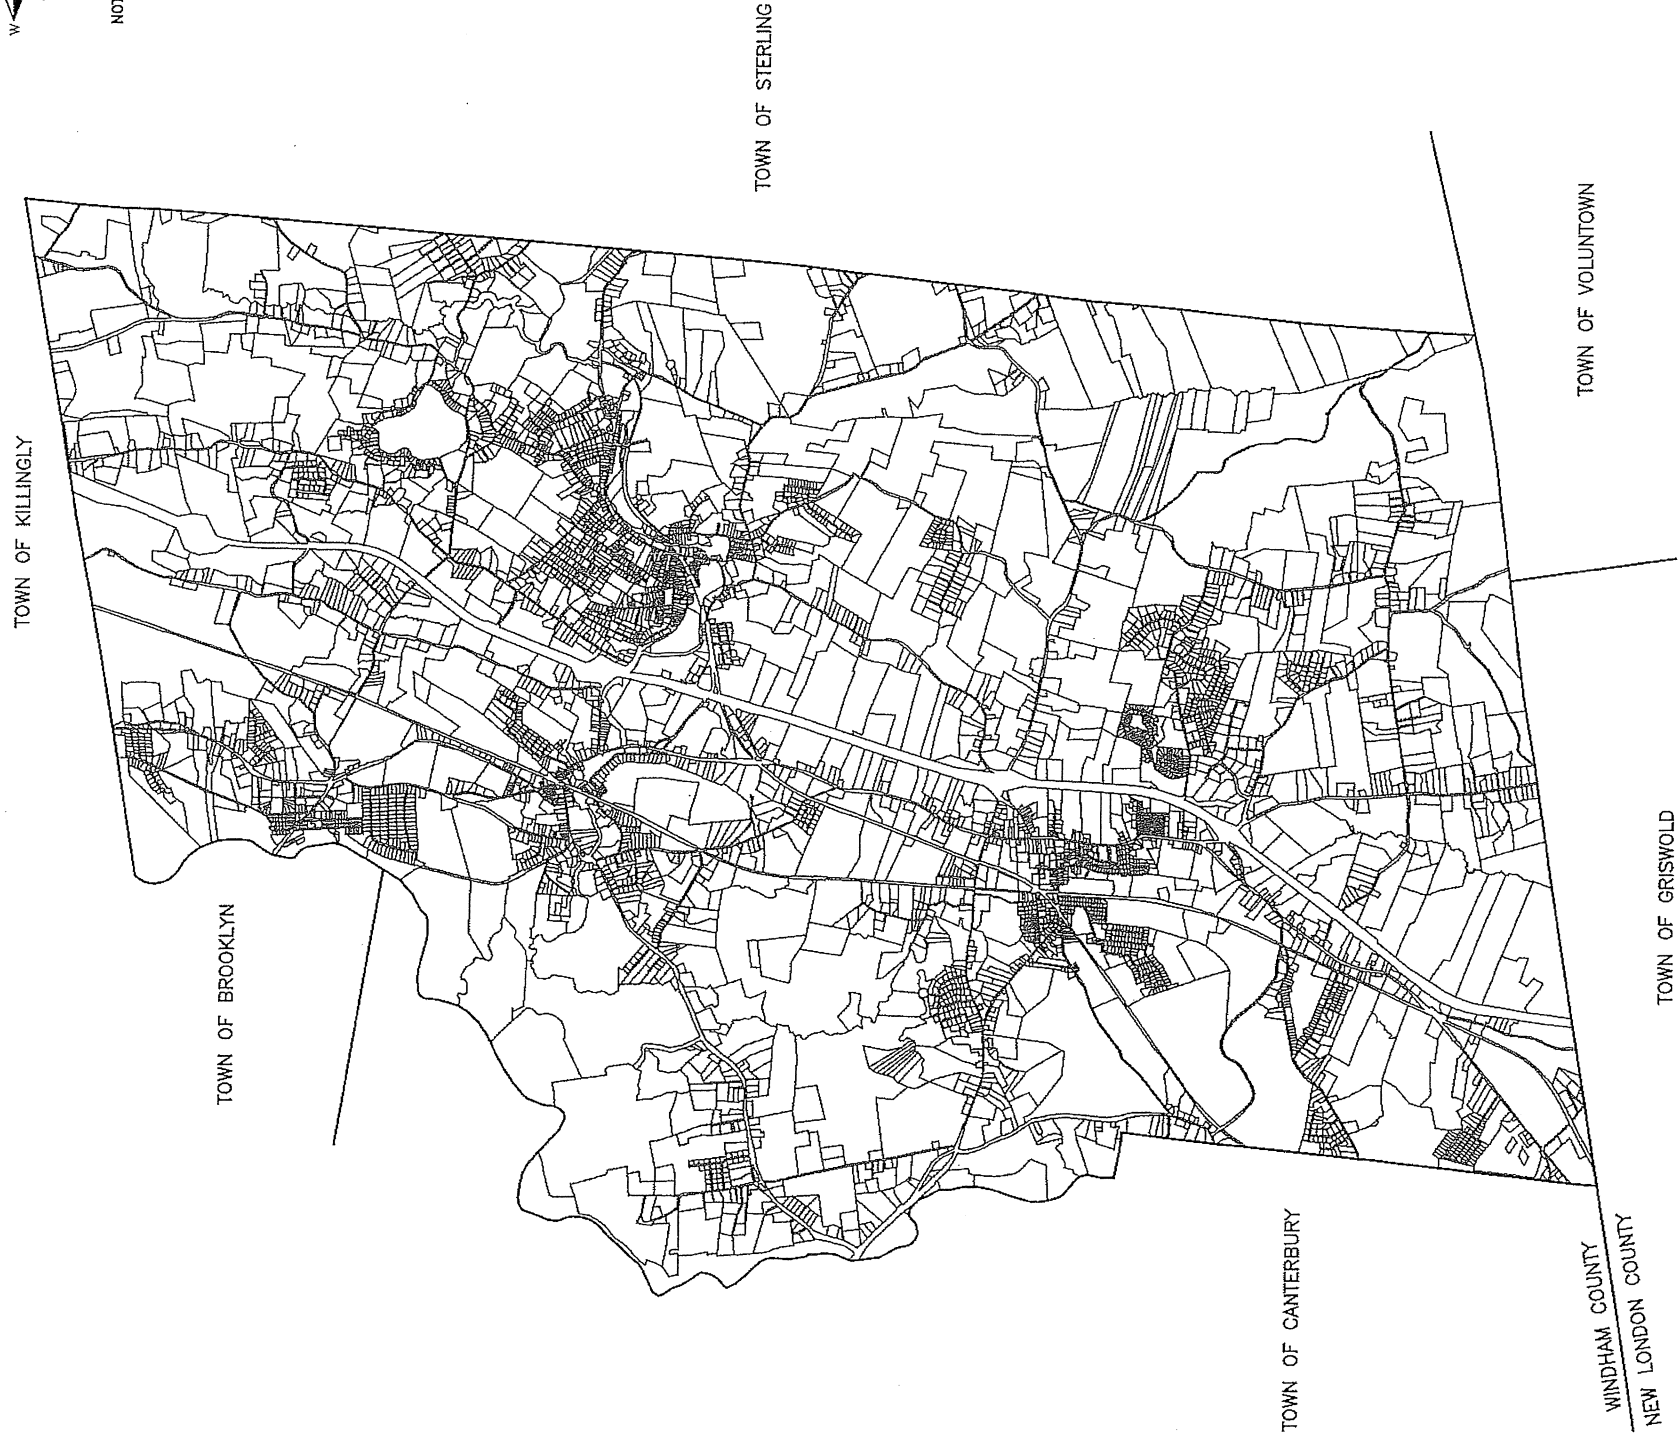 W
NOT
TOWN OF STERLING
TOWN OF KILLINGLY
TOWN OF VOLUNTOWN
TOWN OF BROOKLYN
TOWN OF GRISWOLD
TOWN OF CANTERBURY
WINDHAM COUNTY
NEW LONDON COUNTY